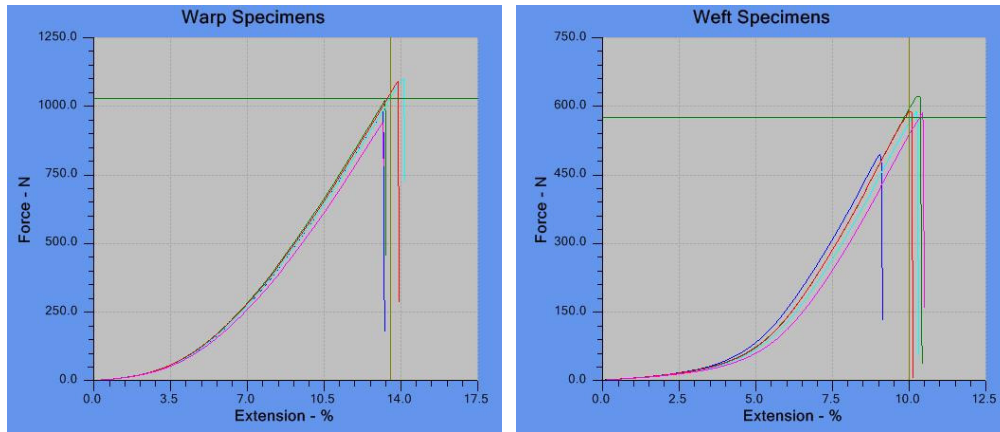 Warp Specimens
1250.0
1000.0
750.0
500.0
250.0
0.0
Force - N
0.0 3.5 7.0 10.5 14.0 17.5
Extension - %
Weft Specimens
750.0
600.0
450.0
300.0
150.0
0.0
Force - N
0.0 2.5 5.0 7.5 10.0 12.5
Extension - %